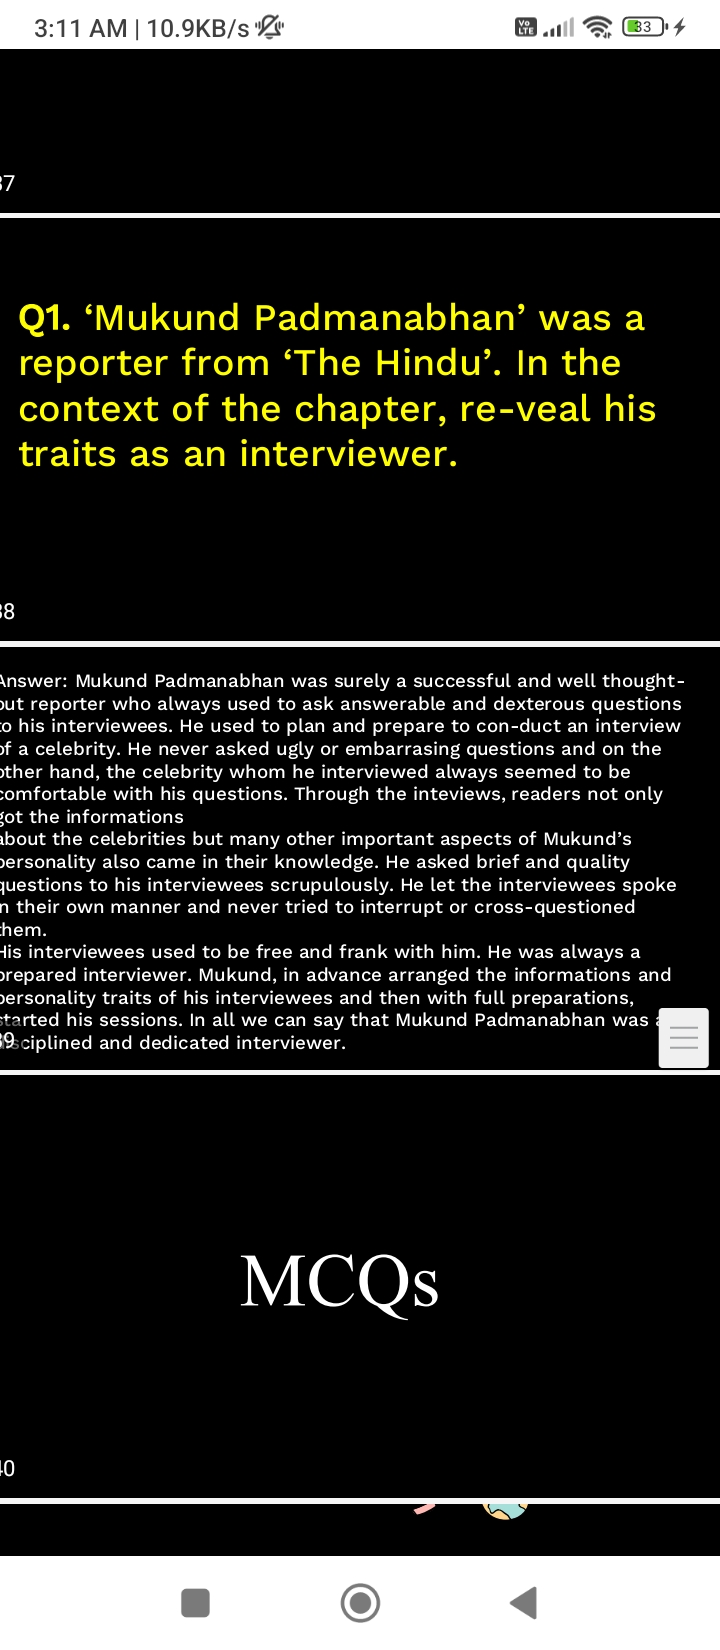 3:11 AM | 10.9KB/s
Vo LTE 33
37
Q1. ‘Mukund Padmanabhan’ was a
reporter from ‘The Hindu’. In the
context of the chapter, re-veal his
traits as an interviewer.
38
Answer: Mukund Padmanabhan was surely a successful and well thought-
out reporter who always used to ask answerable and dexterous questions
to his interviewees. He used to plan and prepare to con-duct an interview
of a celebrity. He never asked ugly or embarrasing questions and on the
other hand, the celebrity whom he interviewed always seemed to be
comfortable with his questions. Through the inteviews, readers not only
got the informations
about the celebrities but many other important aspects of Mukund’s
personality also came in their knowledge. He asked brief and quality
questions to his interviewees scrupulously. He let the interviewees spoke
in their own manner and never tried to interrupt or cross-questioned
them.
His interviewees used to be free and frank with him. He was always a
prepared interviewer. Mukund, in advance arranged the informations and
personality traits of his interviewees and then with full preparations,
started his sessions. In all we can say that Mukund Padmanabhan was a
39
disciplined and dedicated interviewer.
MCQs
40